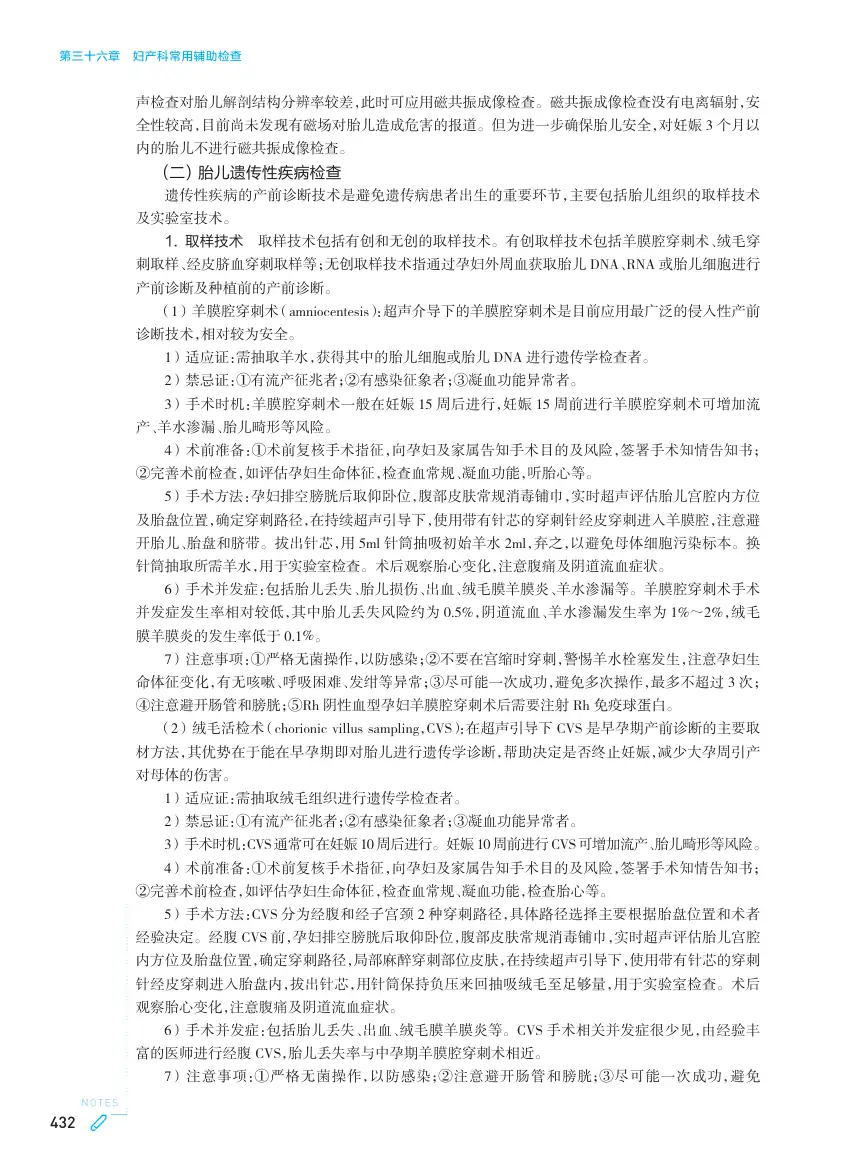 第三十六章 妇产科常用辅助检查
声检查对胎儿解剖结构分辨率较差,此时可应用磁共振成像检查。磁共振成像检查没有电离辐射,安
全性较高,目前尚未发现有磁场对胎儿造成危害的报道。但为进一步确保胎儿安全,对妊娠 3 个月以
内的胎儿不进行磁共振成像检查。
(二)胎儿遗传性疾病检查
遗传性疾病的产前诊断技术是避免遗传病患者出生的重要环节,主要包括胎儿组织的取样技术
及实验室技术。
1. 取样技术 取样技术包括有创和无创的取样技术。有创取样技术包括羊膜腔穿刺术、绒毛穿
刺取样、经皮脐血穿刺取样等;无创取样技术指通过孕妇外周血获取胎儿 DNA、RNA 或胎儿细胞进行
产前诊断及种植前的产前诊断。
(1)羊膜腔穿刺术(amniocentesis):超声介导下的羊膜腔穿刺术是目前应用最广泛的侵入性产前
诊断技术,相对较为安全。
1)适应证:需抽取羊水,获得其中的胎儿细胞或胎儿 DNA 进行遗传学检查者。
2)禁忌证:①有流产征兆者;②有感染征象者;③凝血功能异常者。
3)手术时机:羊膜腔穿刺术一般在妊娠 15 周后进行,妊娠 15 周前进行羊膜腔穿刺术可增加流
产、羊水渗漏、胎儿畸形等风险。
4)术前准备:①术前复核手术指征,向孕妇及家属告知手术目的及风险,签署手术知情告知书;
②完善术前检查,如评估孕妇生命体征,检查血常规、凝血功能,听胎心等。
5)手术方法:孕妇排空膀胱后取仰卧位,腹部皮肤常规消毒铺巾,实时超声评估胎儿宫腔内方位
及胎盘位置,确定穿刺路径,在持续超声引导下,使用带有针芯的穿刺针经皮穿刺进入羊膜腔,注意避
开胎儿、胎盘和脐带。拔出针芯,用 5ml 针筒抽吸初始羊水 2ml,弃之,以避免母体细胞污染标本。换
针筒抽取所需羊水,用于实验室检查。术后观察胎心变化,注意腹痛及阴道流血症状。
6)手术并发症:包括胎儿丢失、胎儿损伤、出血、绒毛膜羊膜炎、羊水渗漏等。羊膜腔穿刺术手术
并发症发生率相对较低,其中胎儿丢失风险约为 0.5%,阴道流血、羊水渗漏发生率为 1%~2%,绒毛
膜羊膜炎的发生率低于 0.1%。
7)注意事项:①严格无菌操作,以防感染;②不要在宫缩时穿刺,警惕羊水栓塞发生,注意孕妇生
命体征变化,有无咳嗽、呼吸困难、发绀等异常;③尽可能一次成功,避免多次操作,最多不超过 3 次;
④注意避开肠管和膀胱;⑤Rh 阴性血型孕妇羊膜腔穿刺术后需要注射 Rh 免疫球蛋白。
(2)绒毛活检术(chorionic villus sampling,CVS):在超声引导下 CVS 是早孕期产前诊断的主要取
材方法,其优势在于能在早孕期即对胎儿进行遗传学诊断,帮助决定是否终止妊娠,减少大孕周引产
对母体的伤害。
1)适应证:需抽取绒毛组织进行遗传学检查者。
2)禁忌证:①有流产征兆者;②有感染征象者;③凝血功能异常者。
3)手术时机:CVS 通常可在妊娠 10 周后进行。妊娠 10 周前进行 CVS 可增加流产、胎儿畸形等风险。
4)术前准备:①术前复核手术指征,向孕妇及家属告知手术目的及风险,签署手术知情告知书;
②完善术前检查,如评估孕妇生命体征,检查血常规、凝血功能,检查胎心等。
5)手术方法:CVS 分为经腹和经子宫颈 2 种穿刺路径,具体路径选择主要根据胎盘位置和术者
经验决定。经腹 CVS 前,孕妇排空膀胱后取仰卧位,腹部皮肤常规消毒铺巾,实时超声评估胎儿宫腔
内方位及胎盘位置,确定穿刺路径,局部麻醉穿刺部位皮肤,在持续超声引导下,使用带有针芯的穿刺
针经皮穿刺进入胎盘内,拔出针芯,用针筒保持负压来回抽吸绒毛至足够量,用于实验室检查。术后
观察胎心变化,注意腹痛及阴道流血症状。
6)手术并发症:包括胎儿丢失、出血、绒毛膜羊膜炎等。CVS 手术相关并发症很少见,由经验丰
富的医师进行经腹 CVS,胎儿丢失率与中孕期羊膜腔穿刺术相近。
7)注意事项:①严格无菌操作,以防感染;②注意避开肠管和膀胱;③尽可能一次成功,避免
NOTES
432